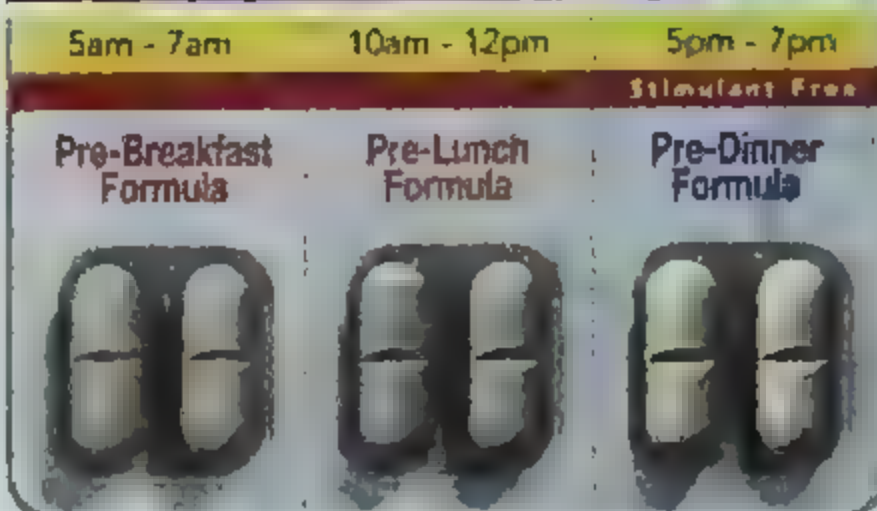 5am - 7am 10am - 12pm 5pm - 7pm
Stimulant Free
Pre-Breakfast Pre-Lunch Pre-Dinner
Formula Formula Formula